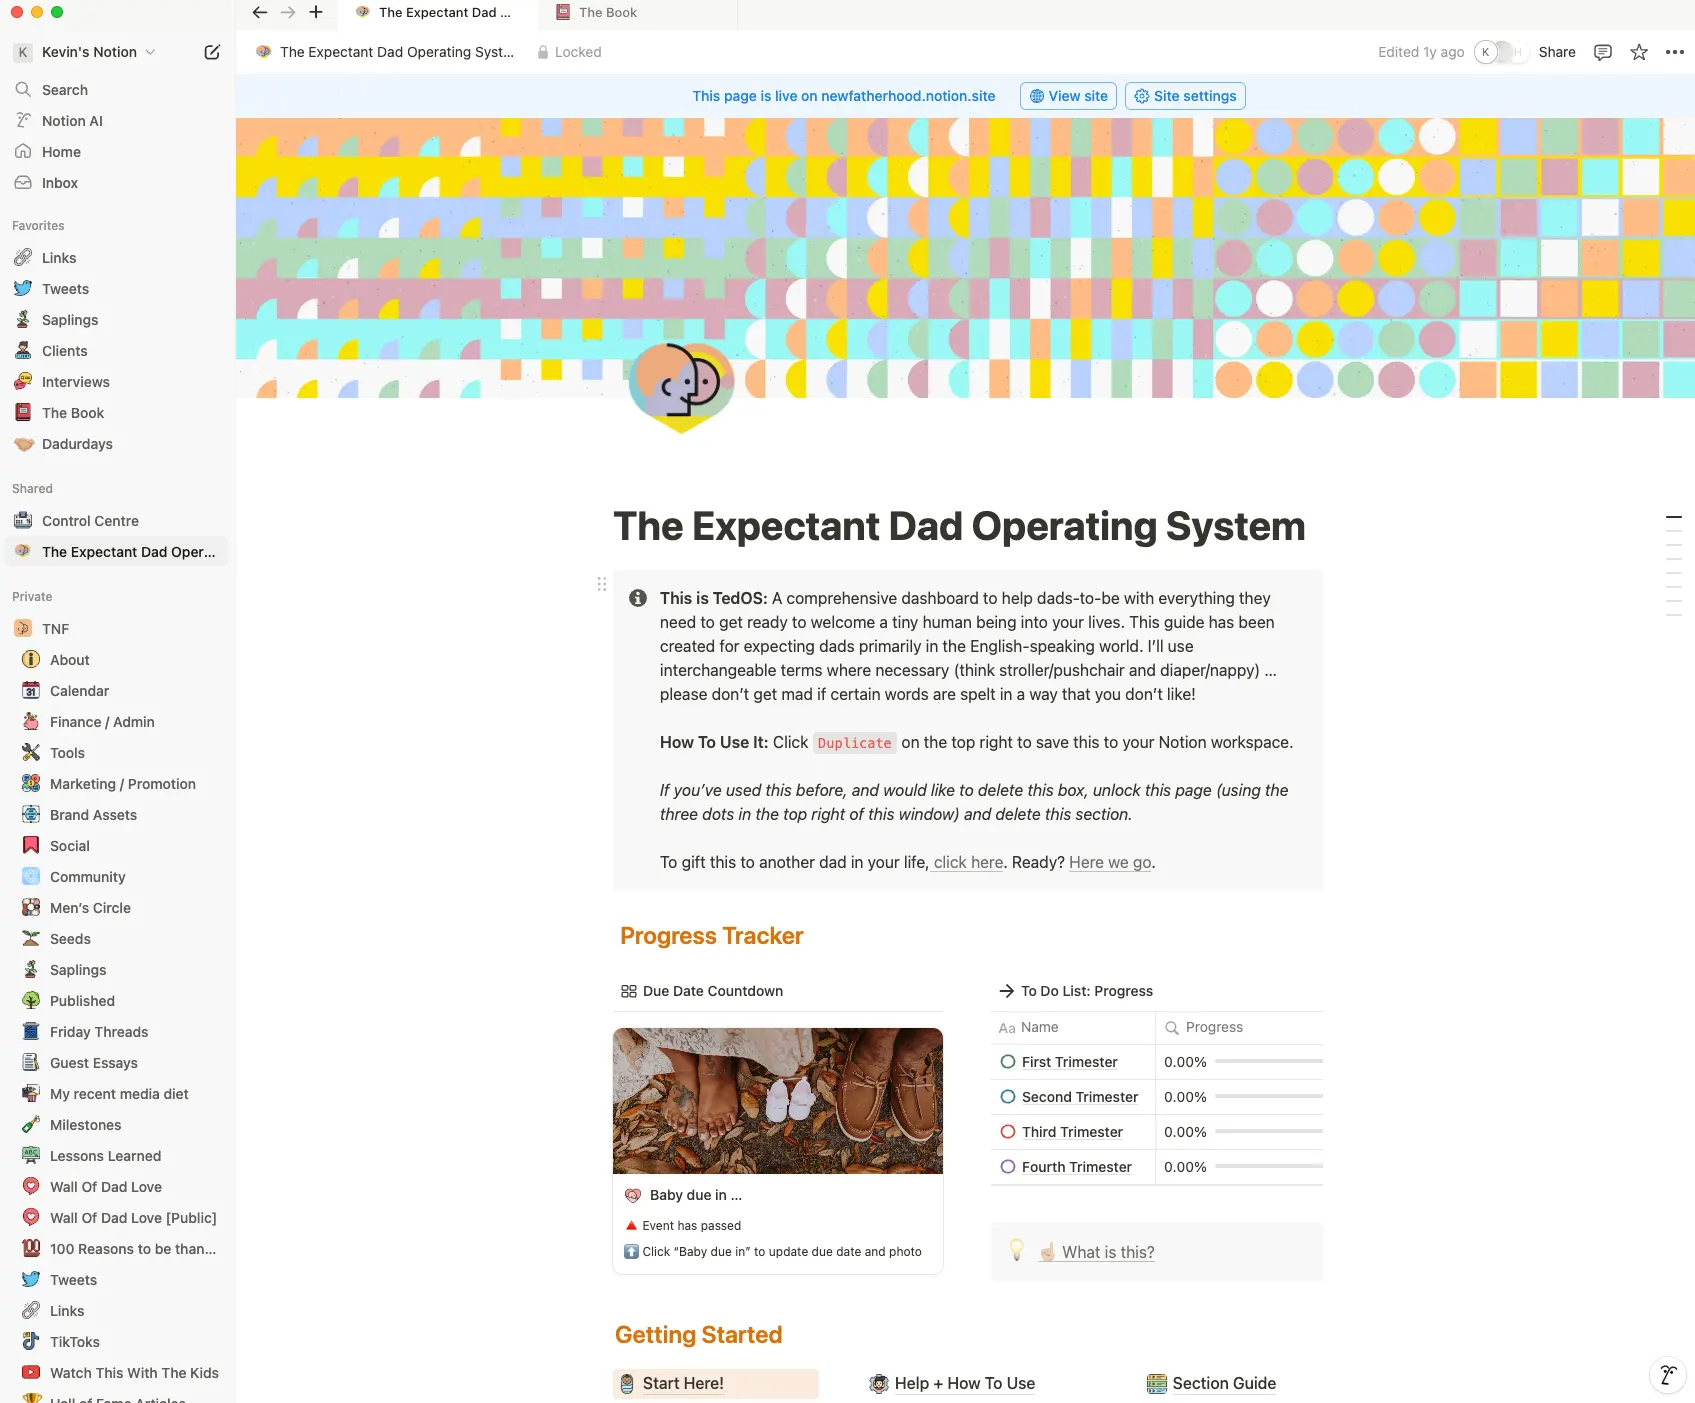 The Expectant Dad ...
The Book
K Kevin's Notion
The Expectant Dad Operating Syst...
Locked
Edited 1y ago
K
H
Share
Search
Notion AI
Home
Inbox
This page is live on newfatherhood.notion.site
View site
Site settings
Favorites
Links
Tweets
Saplings
Clients
Interviews
The Book
Dadurdays
Shared
Control Centre
The Expectant Dad Oper...
Private
TNF
About
Calendar
Finance / Admin
Tools
Marketing / Promotion
Brand Assets
Social
Community
Men's Circle
Seeds
Saplings
Published
Friday Threads
Guest Essays
My recent media diet
Milestones
Lessons Learned
Wall Of Dad Love
Wall Of Dad Love [Public]
100 Reasons to be than...
Tweets
Links
TikToks
Watch This With The Kids
Hall of Fame Articles
The Expectant Dad Operating System
This is TedOS: A comprehensive dashboard to help dads-to-be with everything they
need to get ready to welcome a tiny human being into your lives. This guide has been
created for expecting dads primarily in the English-speaking world. I'll use
interchangeable terms where necessary (think stroller/pushchair and diaper/nappy) ...
please don't get mad if certain words are spelt in a way that you don't like!
How To Use It: Click Duplicate on the top right to save this to your Notion workspace.
If you've used this before, and would like to delete this box, unlock this page (using the
three dots in the top right of this window) and delete this section.
To gift this to another dad in your life, click here. Ready? Here we go.
Progress Tracker
Due Date Countdown
Baby due in ...
Event has passed
Click “Baby due in” to update due date and photo
To Do List: Progress
Aa Name
Progress
First Trimester 0.00%
Second Trimester 0.00%
Third Trimester 0.00%
Fourth Trimester 0.00%
What is this?
Getting Started
Start Here!
Help + How To Use
Section Guide